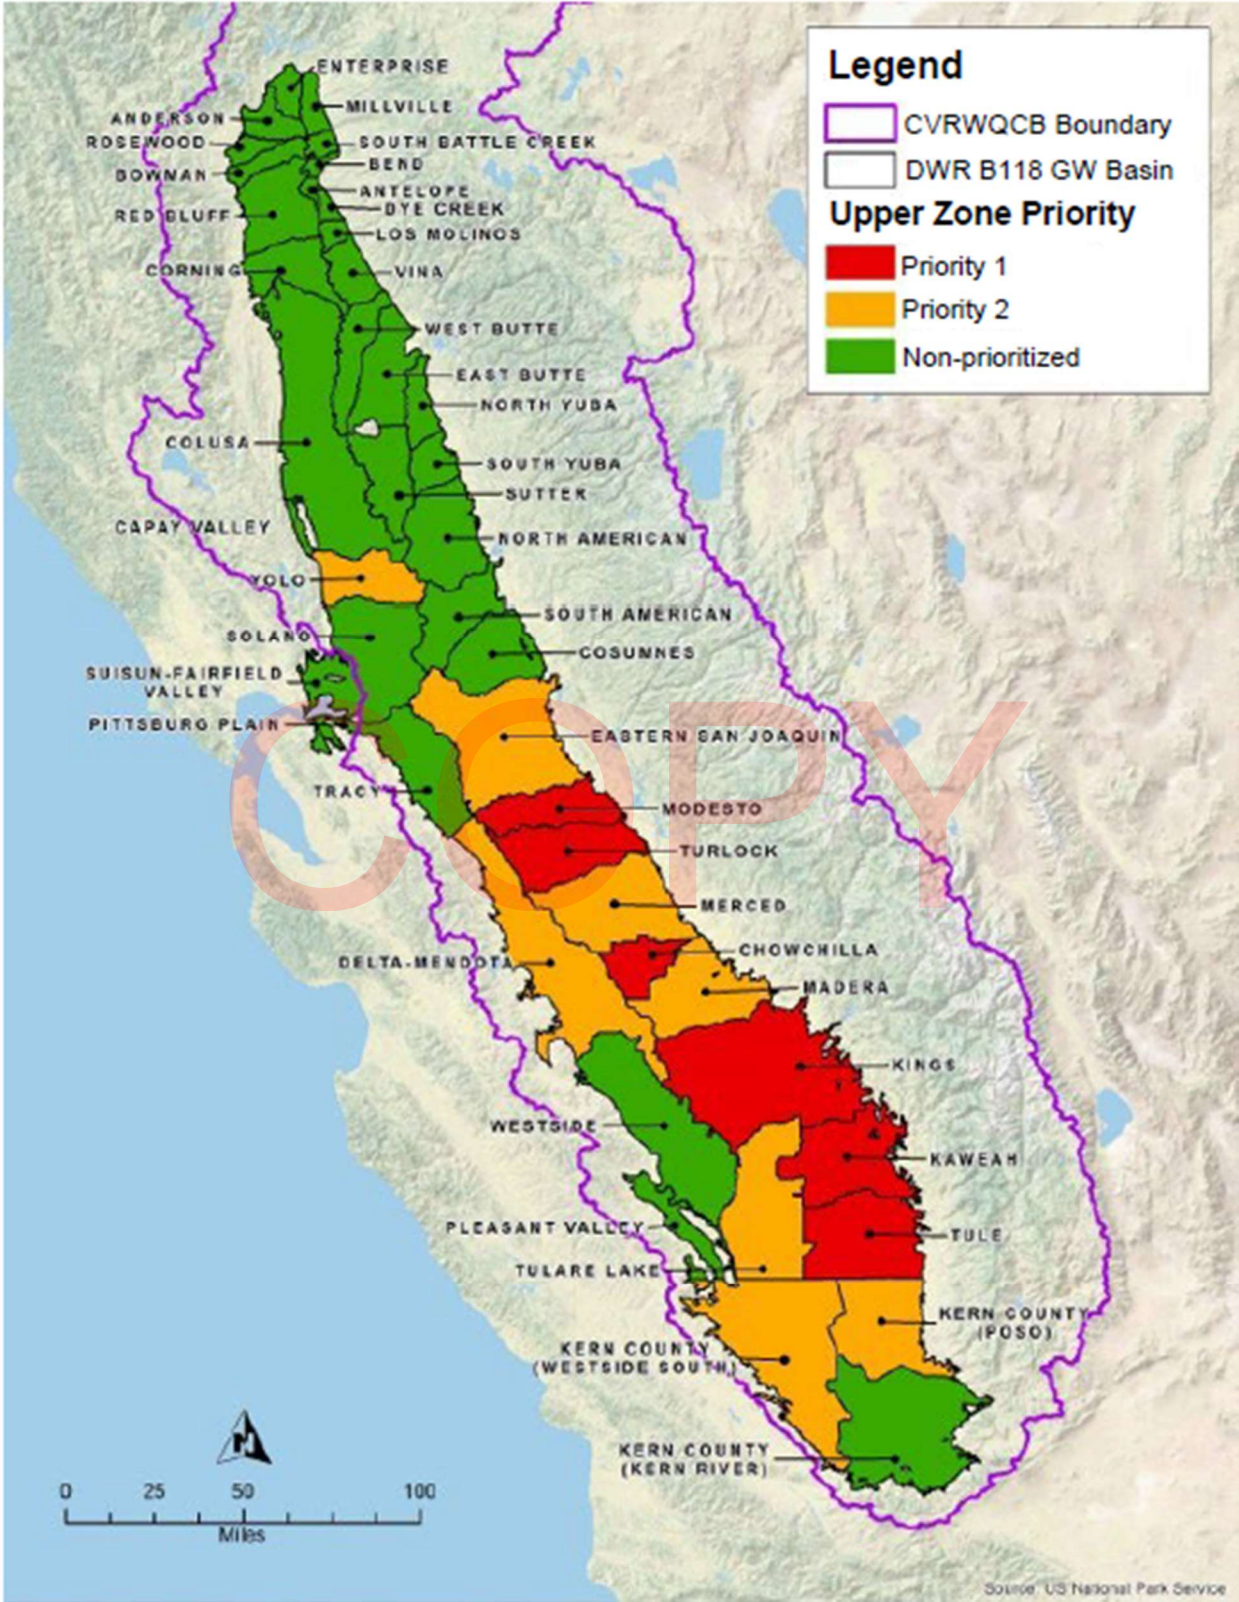 Legend
CVRWQCB Boundary
DWR B118 GW Basin
Upper Zone Priority
Priority 1
Priority 2
Non-prioritized
ENTERPRISE
MILLVILLE
ANDERSON
ROSEWOOD
SOUTH BATTLE CREEK
BEND
BOWMAN
ANTELOPE
DYE CREEK
RED BLUFF
LOS MOLINOS
CORNING
VINA
WEST BUTTE
EAST BUTTE
NORTH YUBA
COLUSA
SOUTH YUBA
SUTTER
CAPAY VALLEY
NORTH AMERICAN
YOLO
SOUTH AMERICAN
SOLANO
COSUMNES
SUISUN-FAIRFIELD
VALLEY
PITTSBURG PLAIN
EASTERN SAN JOAQUIN
TRACY
MODESTO
COPY
TURLOCK
MERCED
CHOWCHILLA
DELTA-MENDOTA
MADERA
KINGS
WESTSIDE
KAWEAH
PLEASANT VALLEY
TULE
TULARE LAKE
KERN COUNTY
(POSO)
KERN COUNTY
(WESTSIDE SOUTH)
KERN COUNTY
(KERN RIVER)
N
0 25 50 100
Miles
Source: US National Park Service